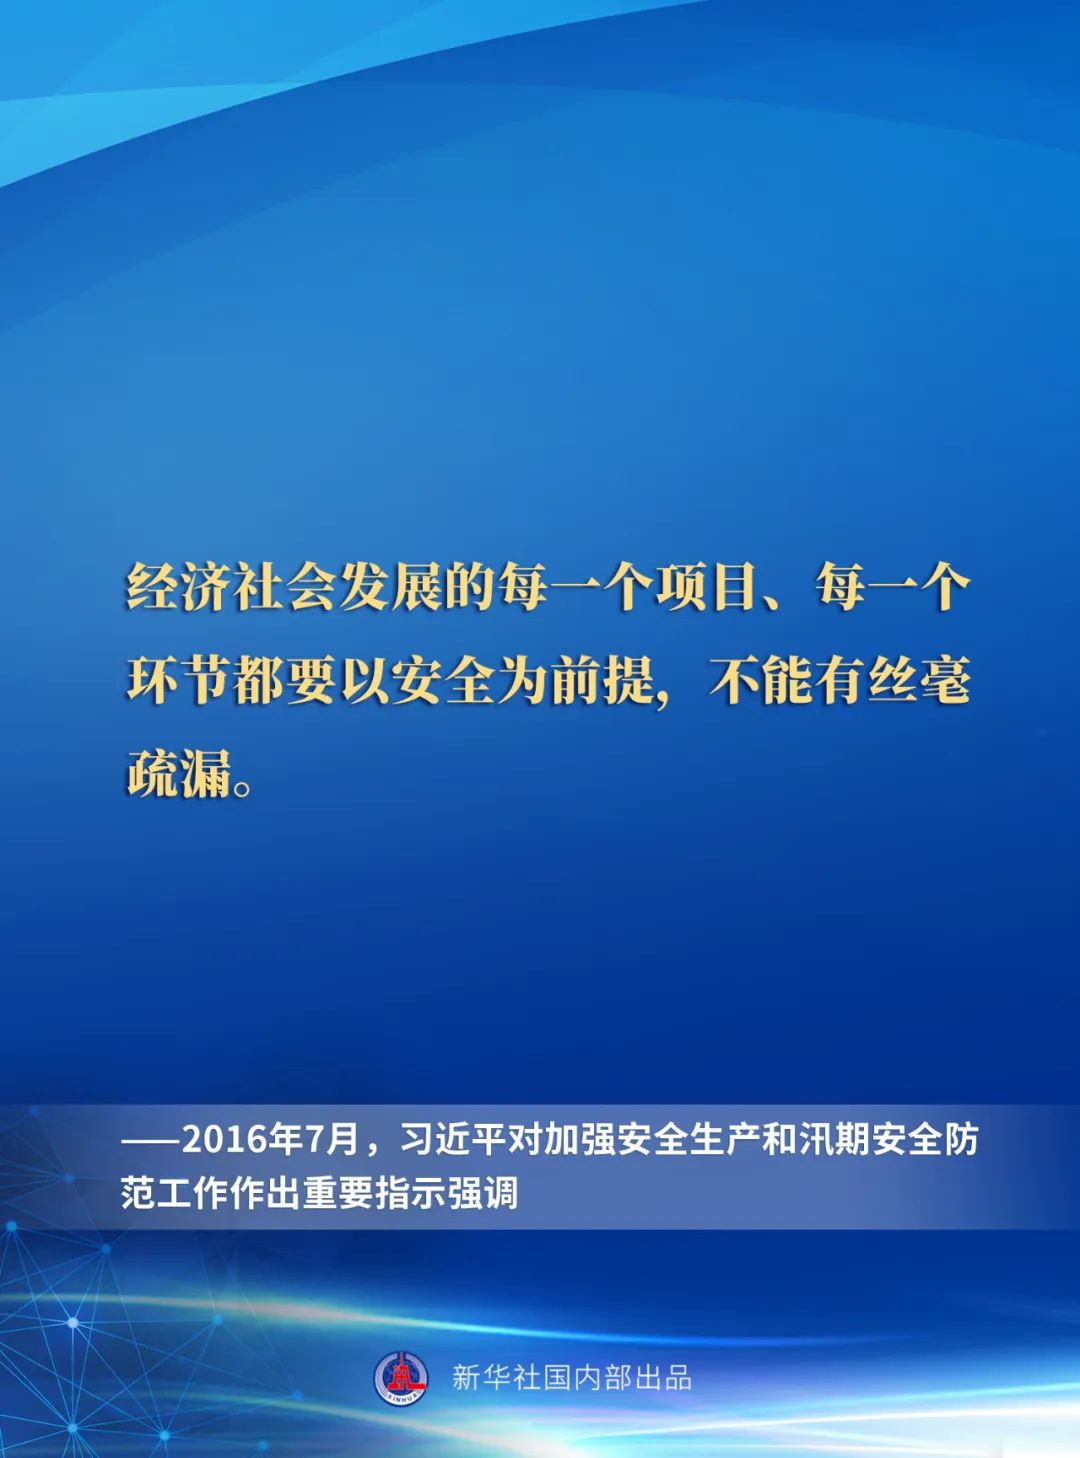 经济社会发展的每一个项目、每一个
环节都要以安全为前提，不能有丝毫
疏漏。
——2016年7月，习近平对加强安全生产和汛期安全防
范工作作出重要指示强调
XINHUA
新华社国内部出品